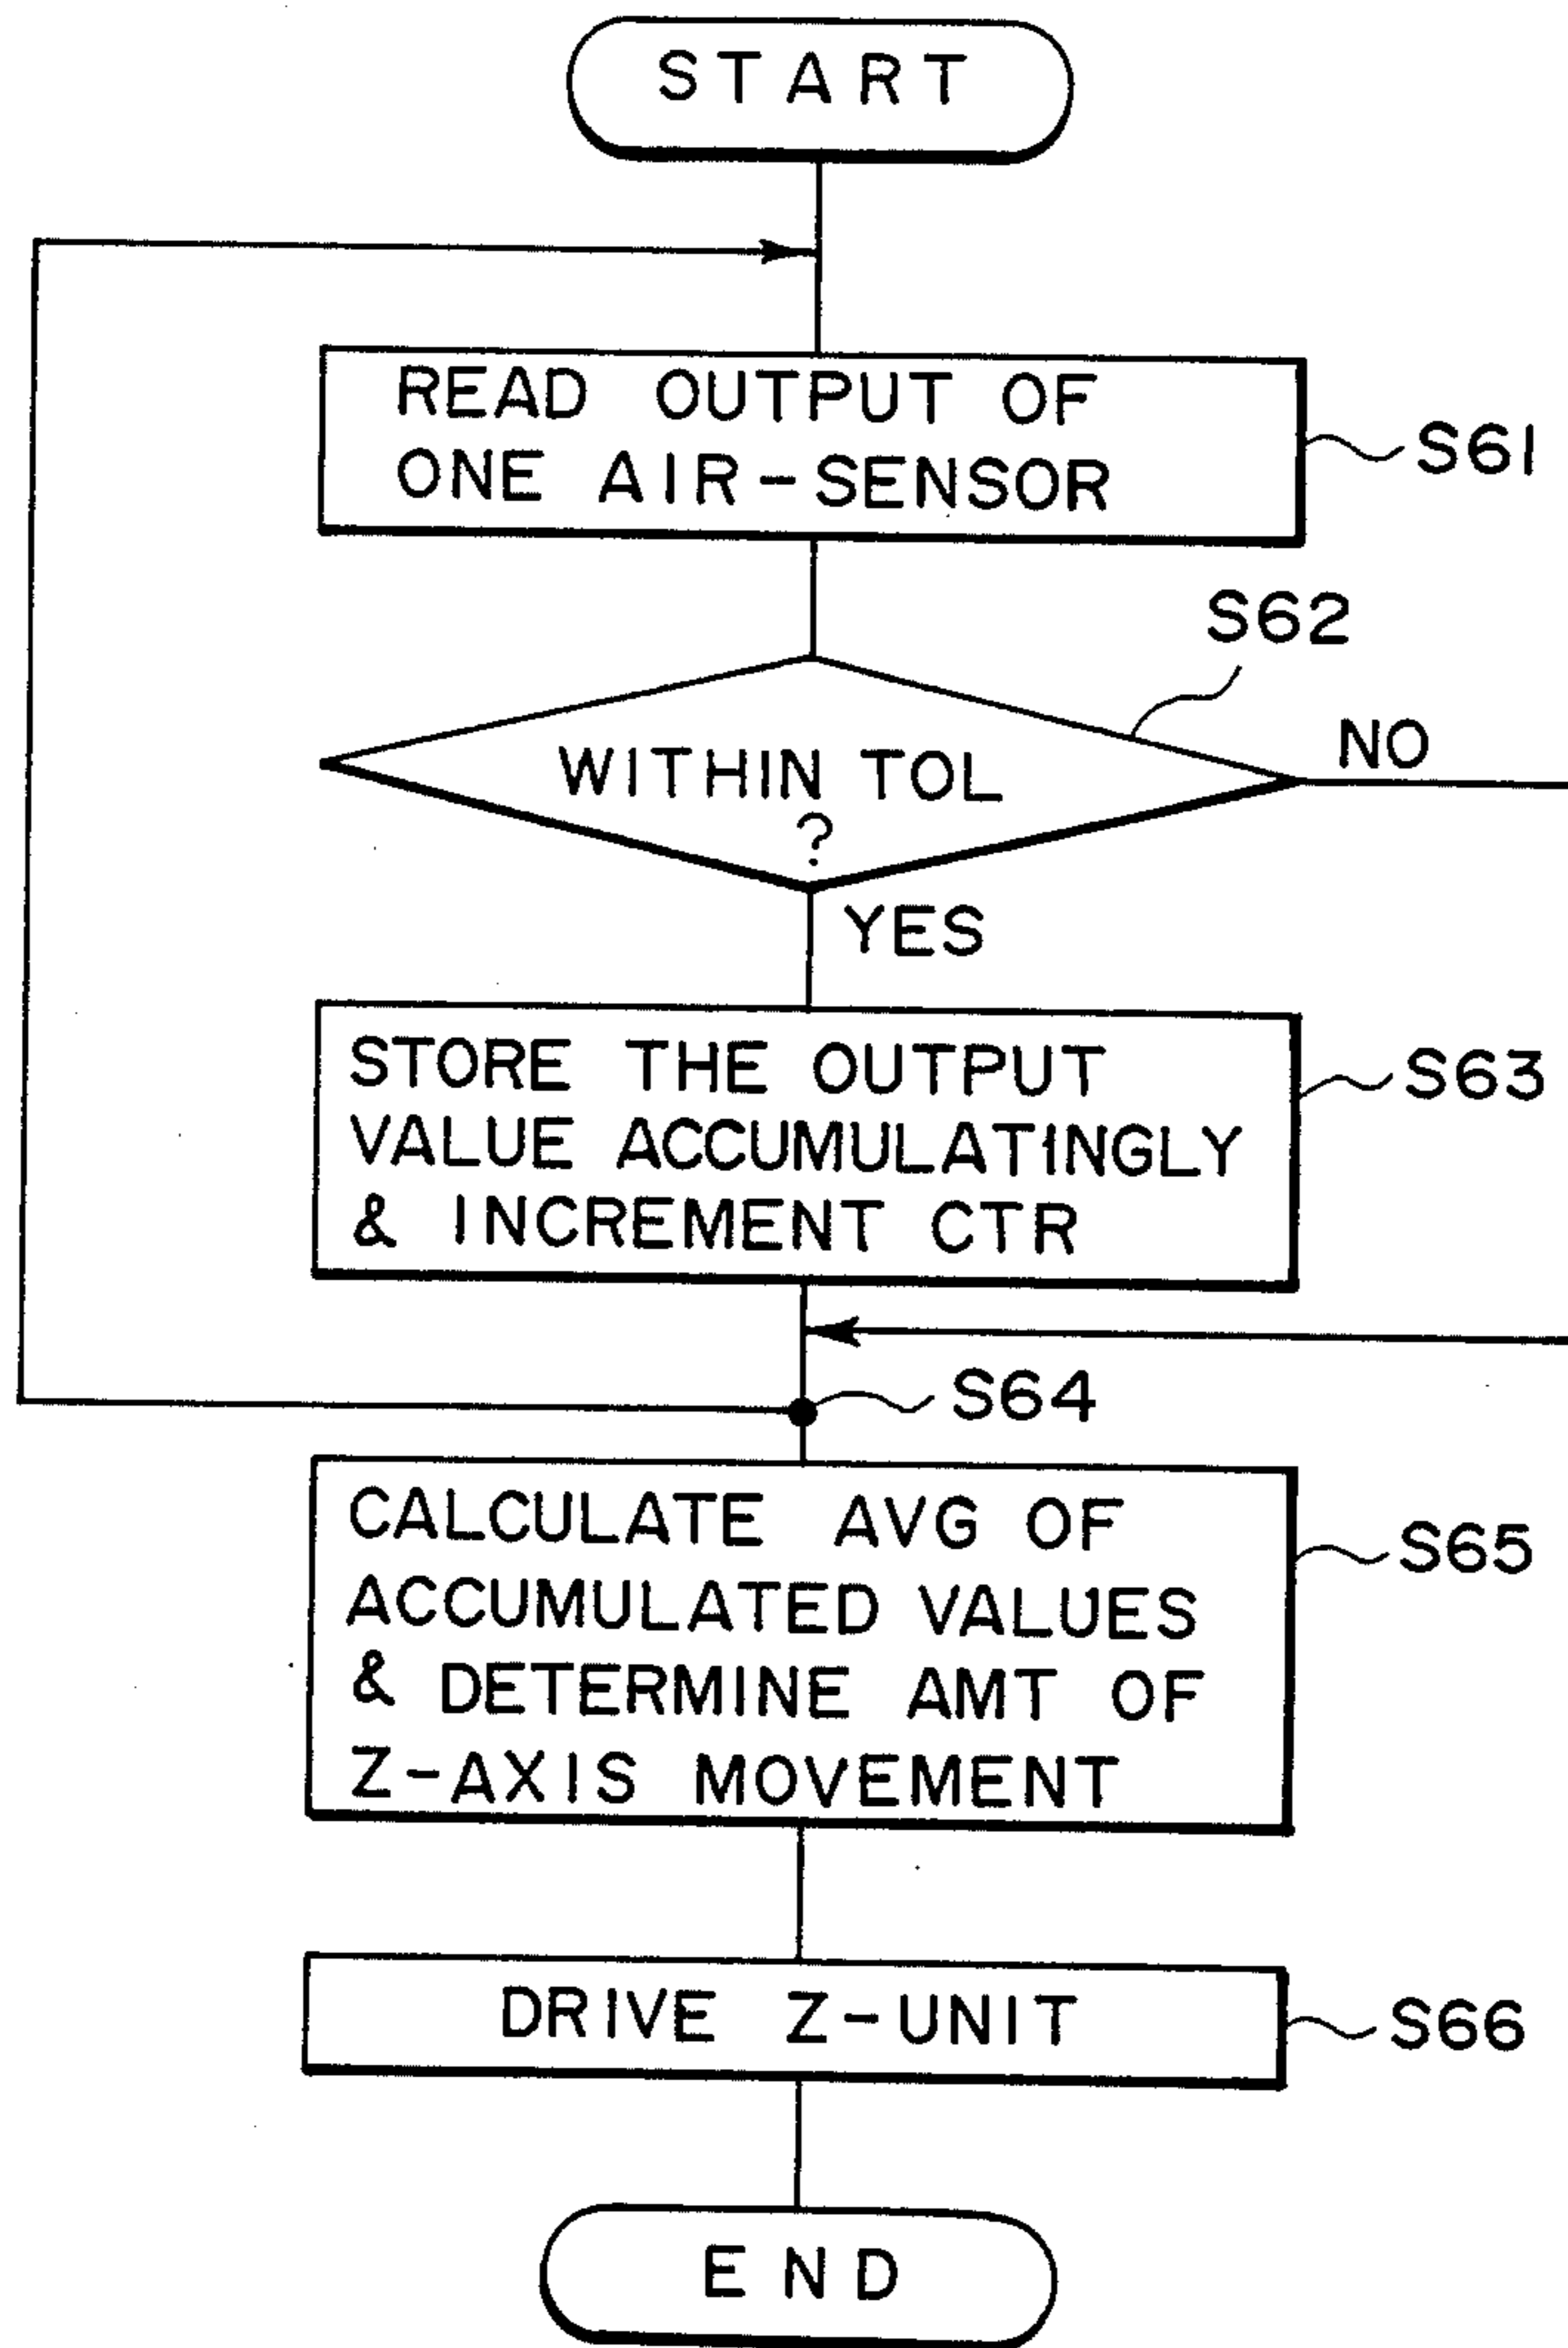 START
READ OUTPUT OF
ONE AIR-SENSOR
S61
S62
WITHIN TOL
?
NO
YES
STORE THE OUTPUT
VALUE ACCUMULATINGLY
& INCREMENT CTR
S63
S64
CALCULATE AVG OF
ACCUMULATED VALUES
& DETERMINE AMT OF
Z-AXIS MOVEMENT
S65
DRIVE Z-UNIT
S66
END